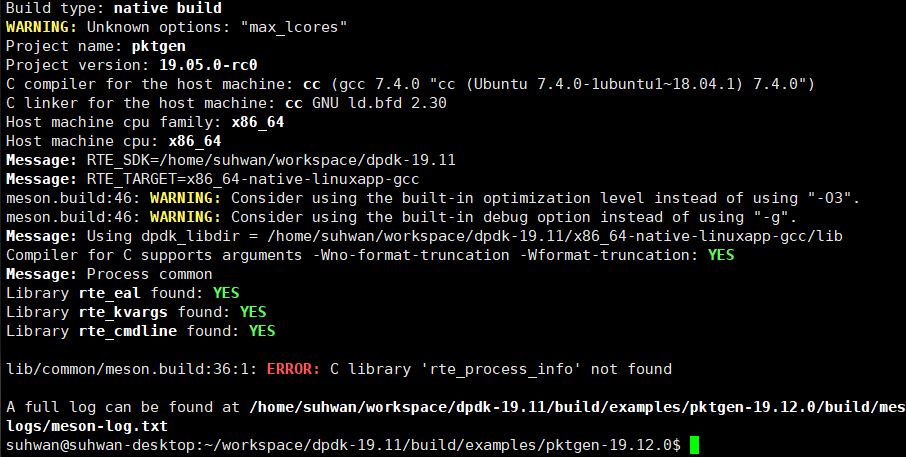 Build type: native build
WARNING: Unknown options: "max_lcores"
Project name: pktgen
Project version: 19.05.0-rc0
C compiler for the host machine: cc (gcc 7.4.0 "cc (Ubuntu 7.4.0-1ubuntu1~18.04.1) 7.4.0")
C linker for the host machine: cc GNU ld.bfd 2.30
Host machine cpu family: x86_64
Host machine cpu: x86_64
Message: RTE_SDK=/home/suhwan/workspace/dpdk-19.11
Message: RTE_TARGET=x86_64-native-linuxapp-gcc
meson.build:46: WARNING: Consider using the built-in optimization level instead of using "-O3".
meson.build:46: WARNING: Consider using the built-in debug option instead of using "-g".
Message: Using dpdk_libdir = /home/suhwan/workspace/dpdk-19.11/x86_64-native-linuxapp-gcc/lib
Compiler for C supports arguments -Wno-format-truncation -Wformat-truncation: YES
Message: Process common
Library rte_eal found: YES
Library rte_kvargs found: YES
Library rte_cmdline found: YES
lib/common/meson.build:36:1: ERROR: C library 'rte_process_info' not found
A full log can be found at /home/suhwan/workspace/dpdk-19.11/build/examples/pktgen-19.12.0/build/mes
logs/meson-log.txt
suhwan@suhwan-desktop:~/workspace/dpdk-19.11/build/examples/pktgen-19.12.0$